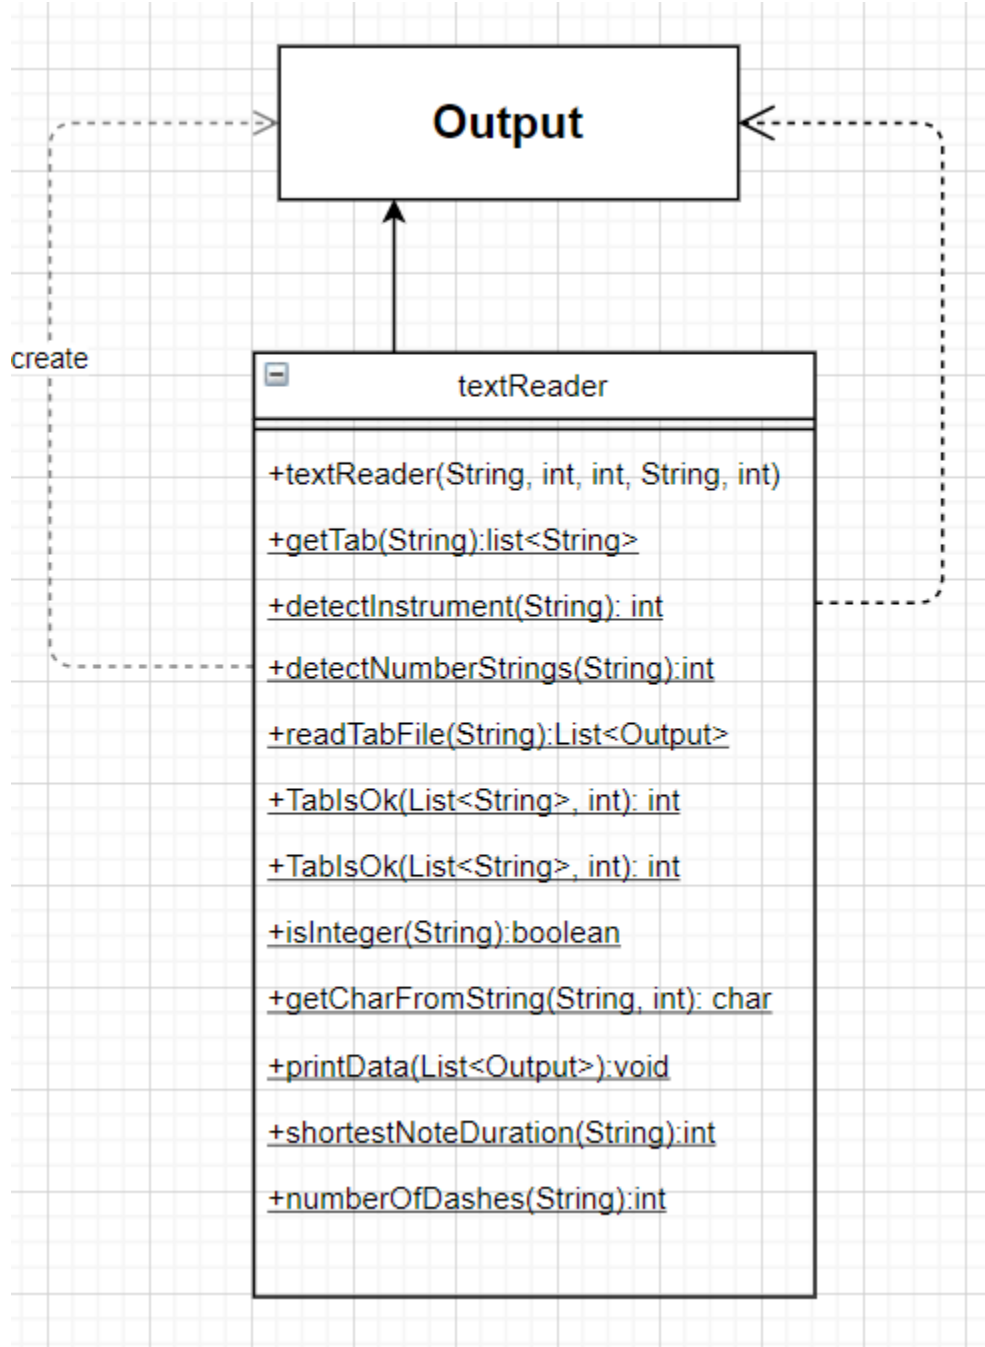 Output
create
textReader
+textReader(String, int, int, String, int)
+getTab(String):list<String>
+detectInstrument(String): int
+detectNumberStrings(String):int
+readTabFile(String):List<Output>
+TabIsOk(List<String>, int): int
+TabIsOk(List<String>, int): int
+isInteger(String):boolean
+getCharFromString(String, int): char
+printData(List<Output>):void
+shortestNoteDuration(String):int
+numberOfDashes(String):int